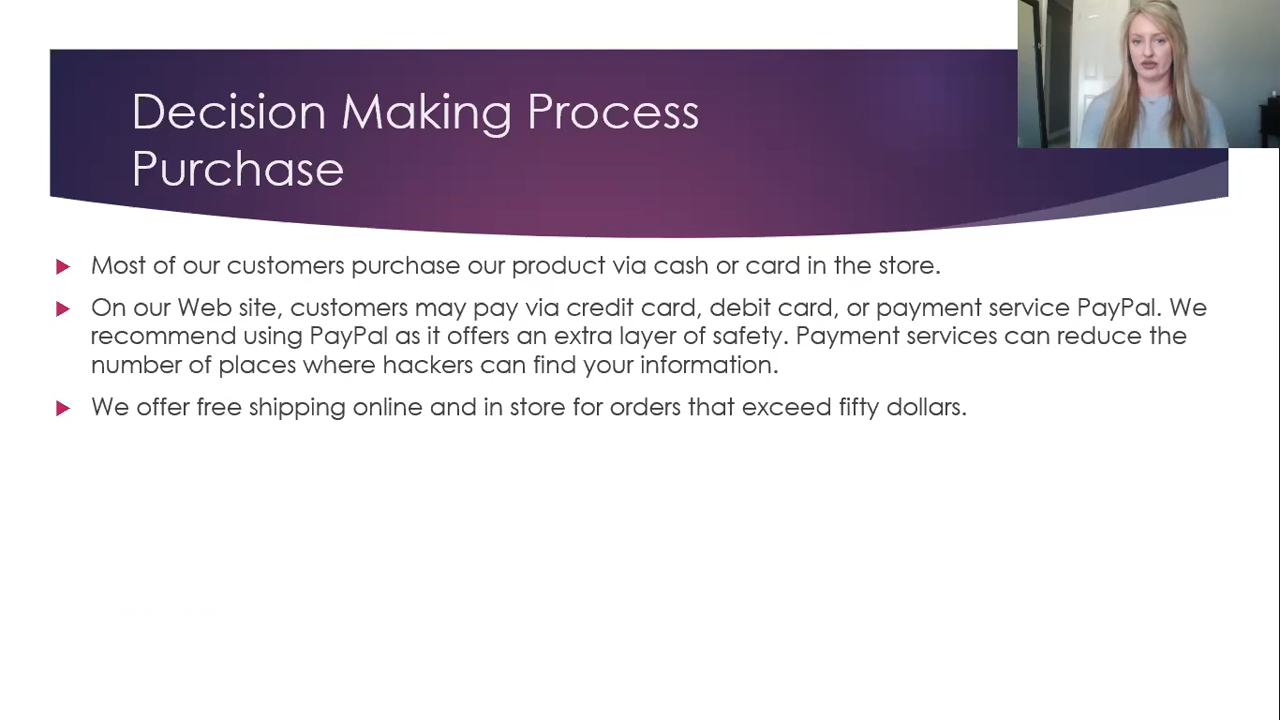 Decision Making Process
Purchase
Most of our customers purchase our product via cash or card in the store.
On our Web site, customers may pay via credit card, debit card, or payment service PayPal. We
recommend using PayPal as it offers an extra layer of safety. Payment services can reduce the
number of places where hackers can find your information.
We offer free shipping online and in store for orders that exceed fifty dollars.